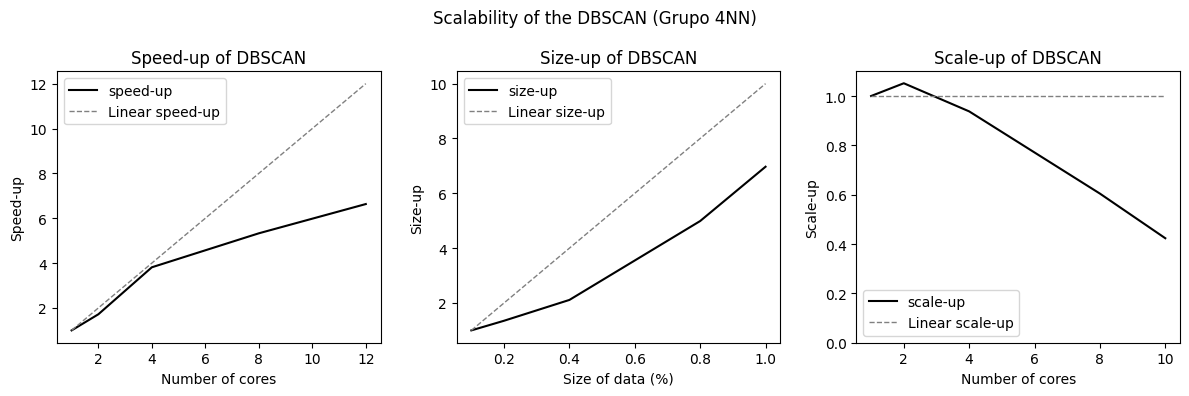 Scalability of the DBSCAN (Grupo 4NN)
Speed-up of DBSCAN
speed-up
Linear speed-up
12
10
8
6
4
2
Speed-up
2 4 6 8 10 12
Number of cores
Size-up of DBSCAN
size-up
Linear size-up
10
8
6
4
2
Size-up
0.2 0.4 0.6 0.8 1.0
Size of data (%)
Scale-up of DBSCAN
1.0
0.8
0.6
0.4
0.2
0.0
Scale-up
scale-up
Linear scale-up
2 4 6 8 10
Number of cores